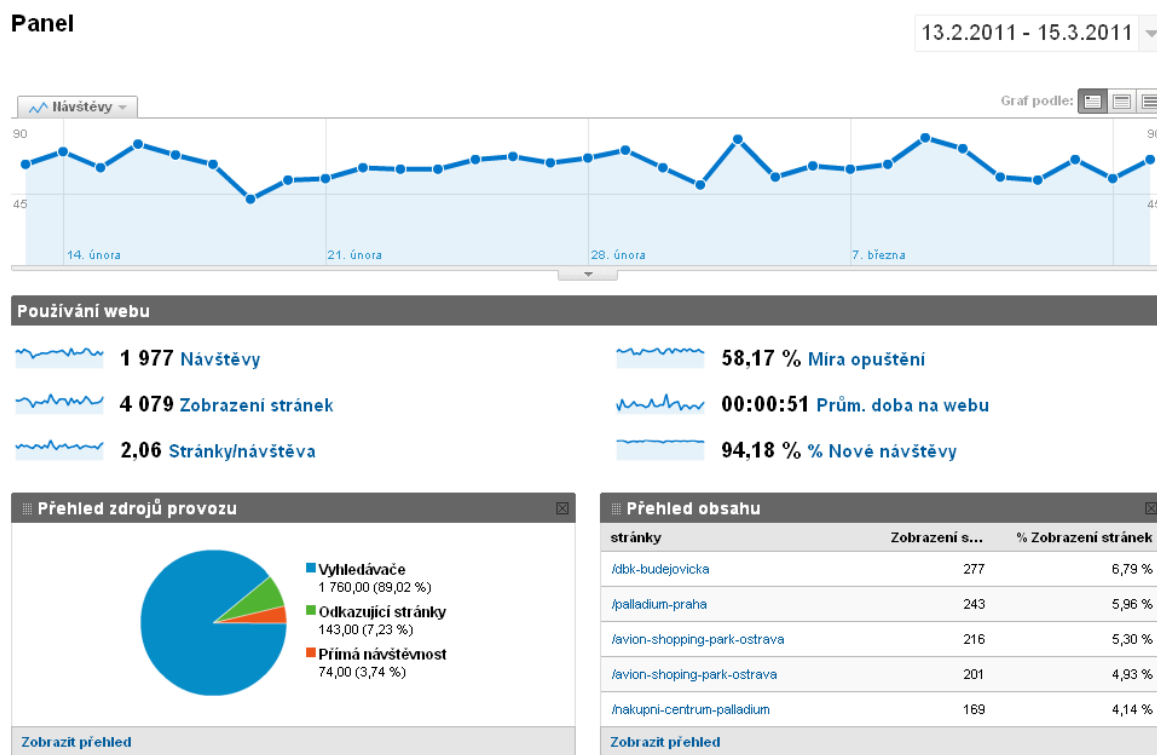 Panel
13.2.2011 - 15.3.2011
Návštěvy
Graf podle:
90
90
45
45
14. února
21. února
28. února
7. března
Používání webu
1 977 Návštěvy
58,17 % Míra opuštění
4 079 Zobrazení stránek
00:00:51 Prům. doba na webu
2,06 Stránky/návštěva
94,18 % % Nové návštěvy
Přehled zdrojů provozu
Vyhledávače
1 760,00 (89,02 %)
Odkazující stránky
143,00 (7,23 %)
Přímá návštěvnost
74,00 (3,74 %)
Zobrazit přehled
Přehled obsahu
stránky Zobrazení s... % Zobrazení stránek
/dbk-budejovicka 277 6,79 %
/palladium-praha 243 5,96 %
/avion-shopping-park-ostrava 216 5,30 %
/avion-shoping-park-ostrava 201 4,93 %
/nakupni-centrum-palladium 169 4,14 %
Zobrazit přehled